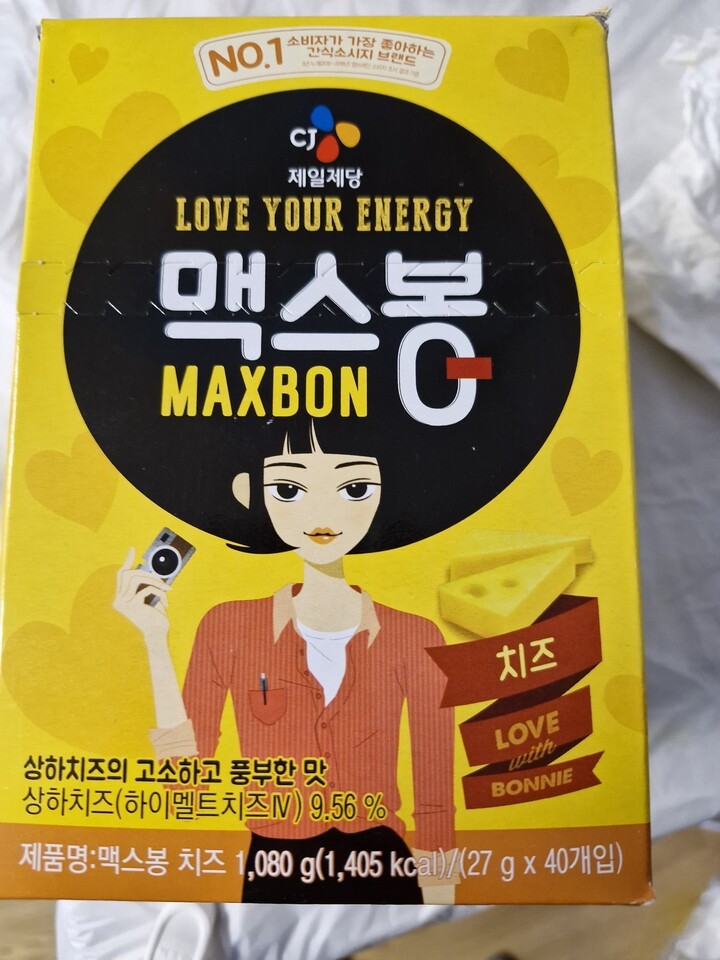 NO.1
소비자가 가장 좋아하는
간식소시지 브랜드
CJ
제일제당
LOVE YOUR ENERGY
맥스봉
MAXBON
치즈
LOVE
with
BONNIE
상하치즈의 고소하고 풍부한 맛
상하치즈(하이멜트치즈Ⅳ) 9.56 %
제품명:맥스봉 치즈 1,080 g(1,405 kcal)/(27 g x 40개입)